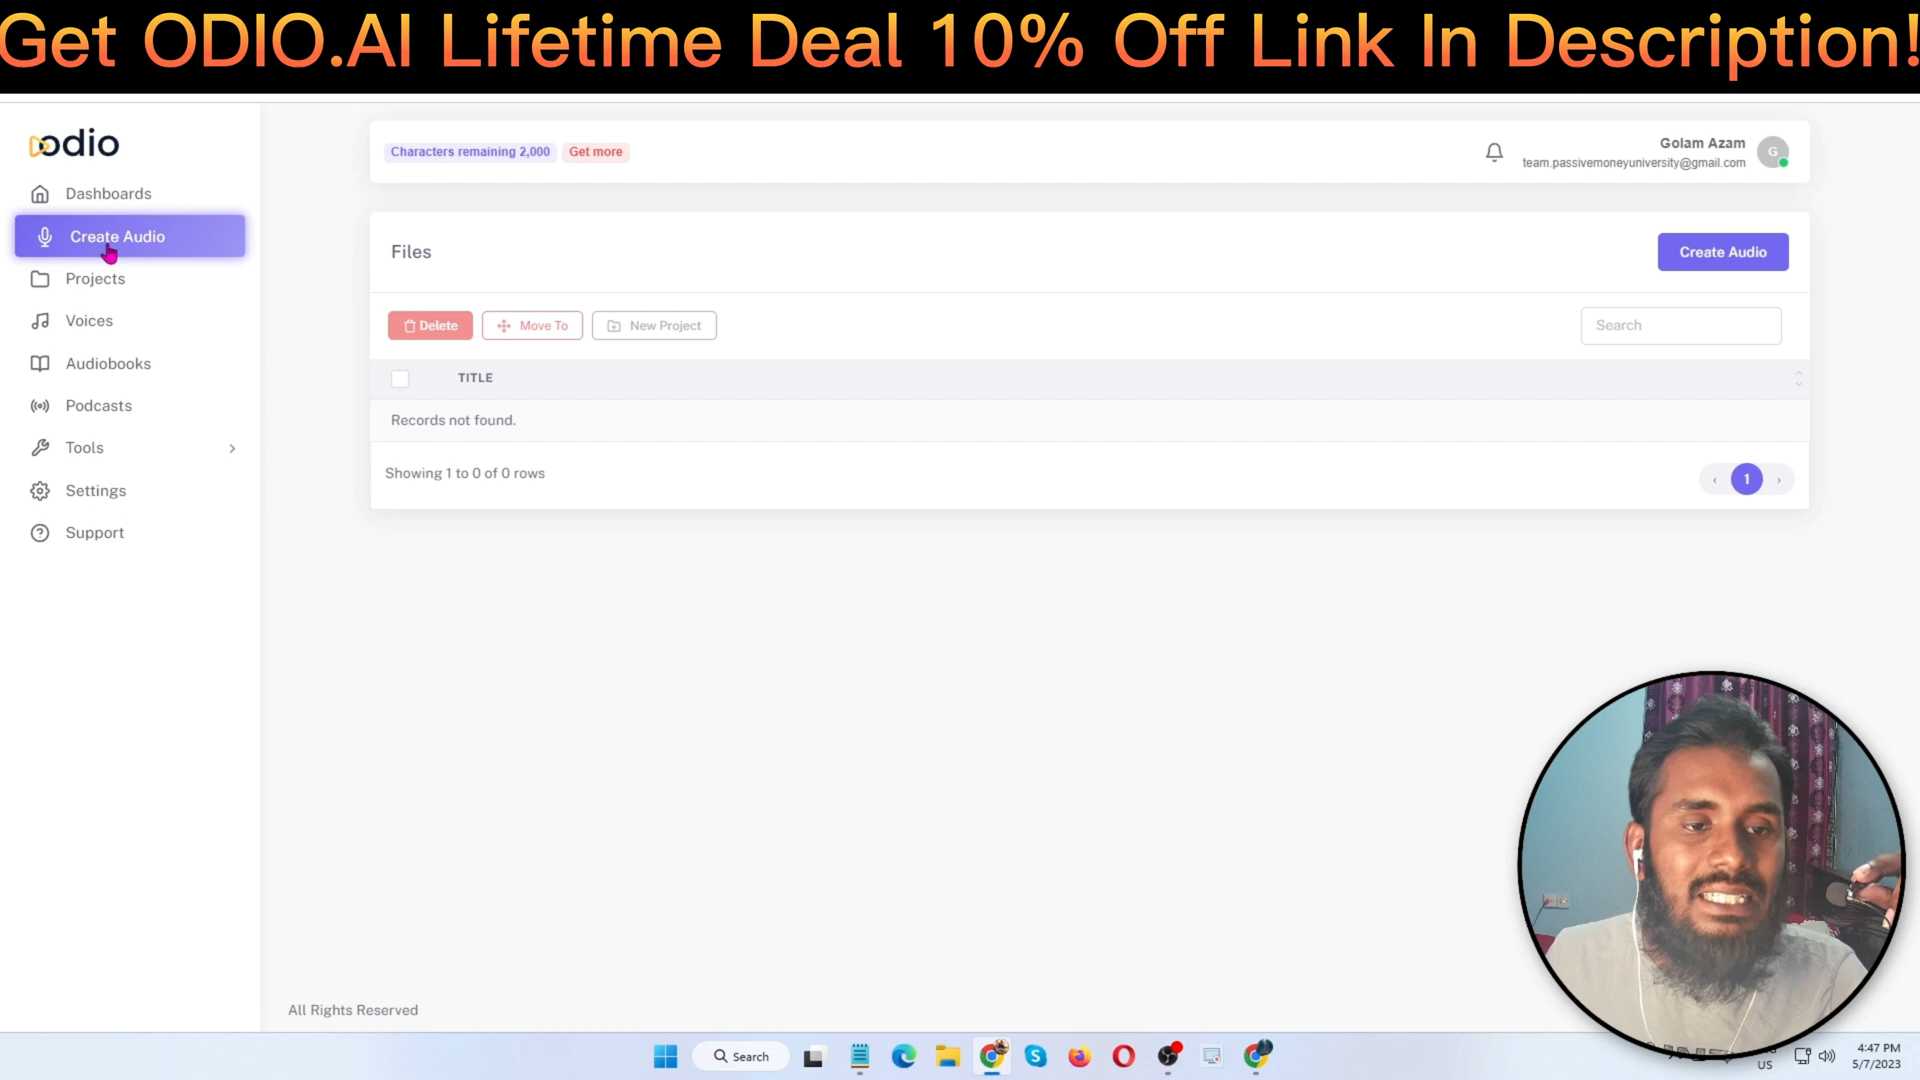 Get ODIO.AI Lifetime Deal 10% Off Link In Description!
odio
Dashboards
Create Audio
Projects
Voices
Audiobooks
Podcasts
Tools
Settings
Support
Characters remaining 2,000
Get more
Golam Azam
team.passivemoneyuniversity@gmail.com
G
Files
Create Audio
Delete
Move To
New Project
Search
TITLE
Records not found.
Showing 1 to 0 of 0 rows
‹ 1 ›
All Rights Reserved
Search
US
4:47 PM
5/7/2023